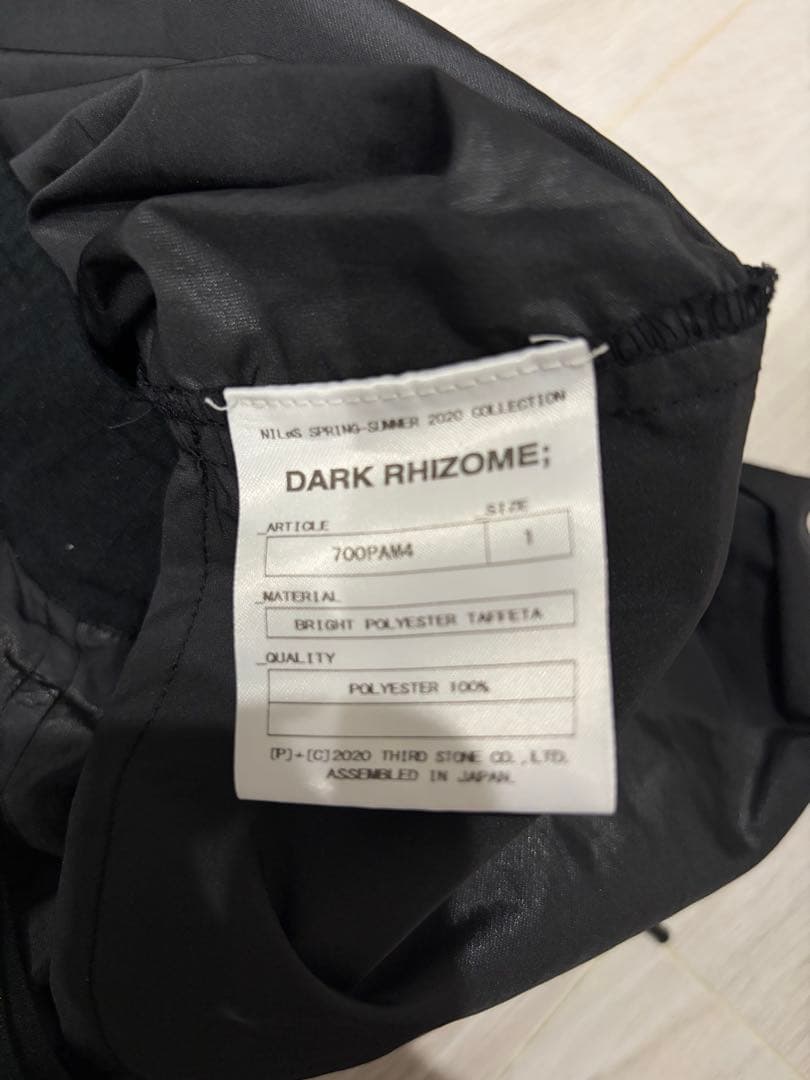 NILøS SPRING-SUMMER 2020 COLLECTION
DARK RHIZOME;
_ARTICLE _SIZE
700PAM4 1
_MATERIAL
BRIGHT POLYESTER TAFFETA
_QUALITY
POLYESTER 100%
[P]+[C]2020 THIRD STONE CO.,LTD.
ASSEMBLED IN JAPAN.